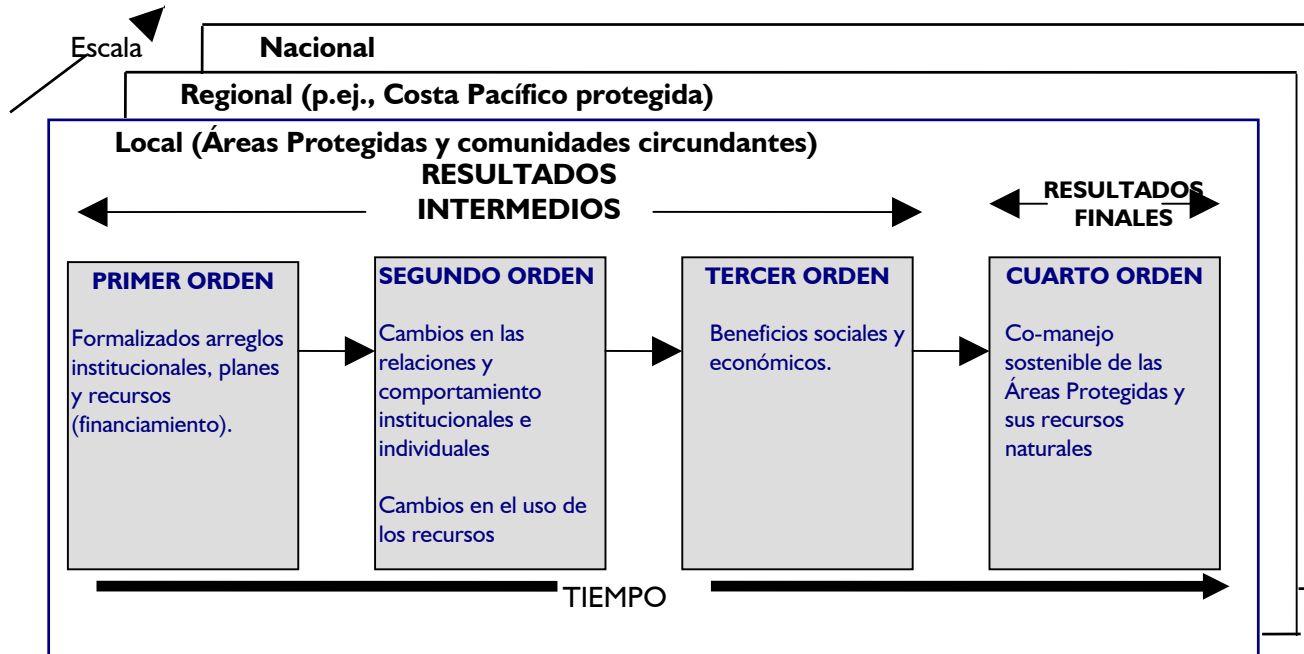 Escala
Nacional
Regional (p.ej., Costa Pacífico protegida)
Local (Áreas Protegidas y comunidades circundantes)
RESULTADOS
INTERMEDIOS
RESULTADOS
FINALES
PRIMER ORDEN
Formalizados arreglos
institucionales, planes
y recursos
(financiamiento).
SEGUNDO ORDEN
Cambios en las
relaciones y
comportamiento
institucionales e
individuales
Cambios en el uso de
los recursos
TERCER ORDEN
Beneficios sociales y
económicos.
CUARTO ORDEN
Co-manejo
sostenible de las
Áreas Protegidas y
sus recursos
naturales
TIEMPO